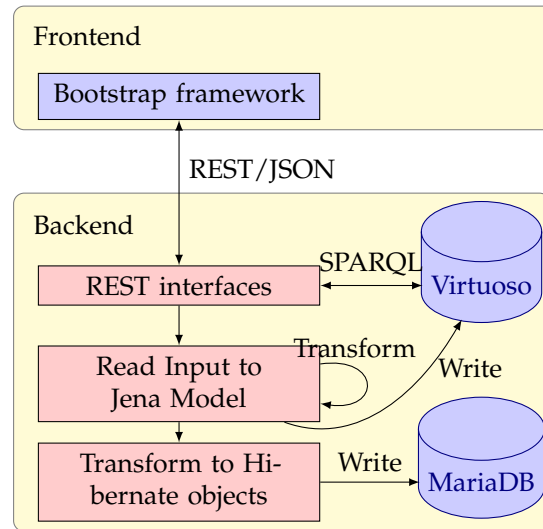 Frontend
Bootstrap framework
REST/JSON
Backend
SPARQL
Virtuoso
REST interfaces
Transform
Read Input to
Jena Model
Write
Transform to Hi-
bernate objects
Write
MariaDB